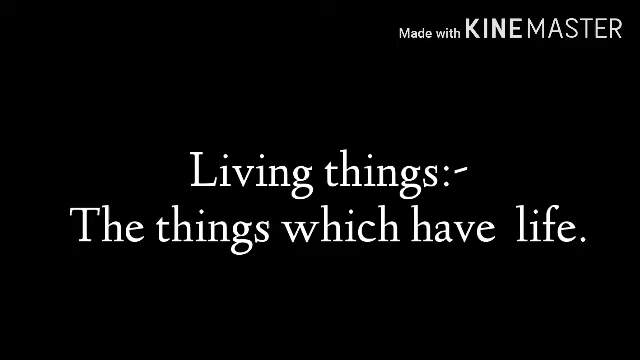 Made with KINEMASTER
Living things:-
The things which have life.